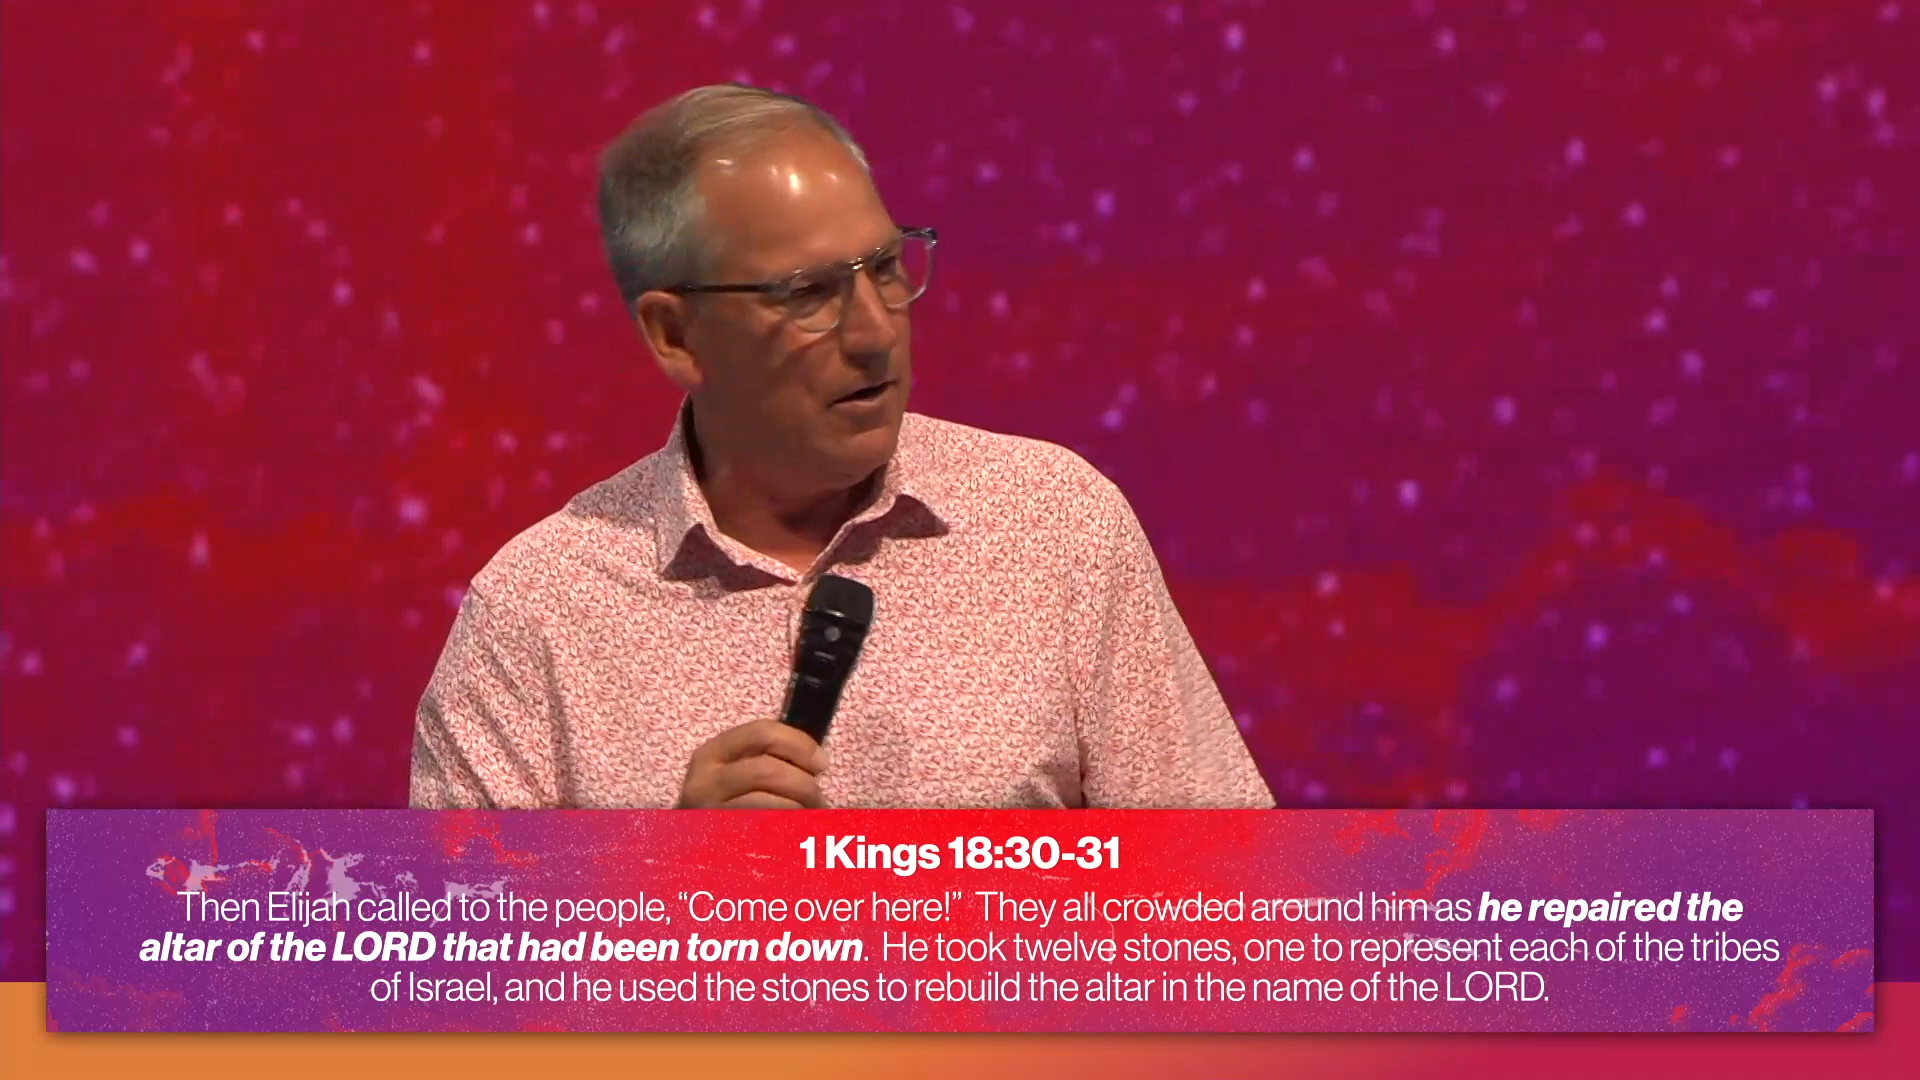 1 Kings 18:30-31
Then Elijah called to the people, “Come over here!”  They all crowded around him as he repaired the
altar of the LORD that had been torn down.  He took twelve stones, one to represent each of the tribes
of Israel, and he used the stones to rebuild the altar in the name of the LORD.